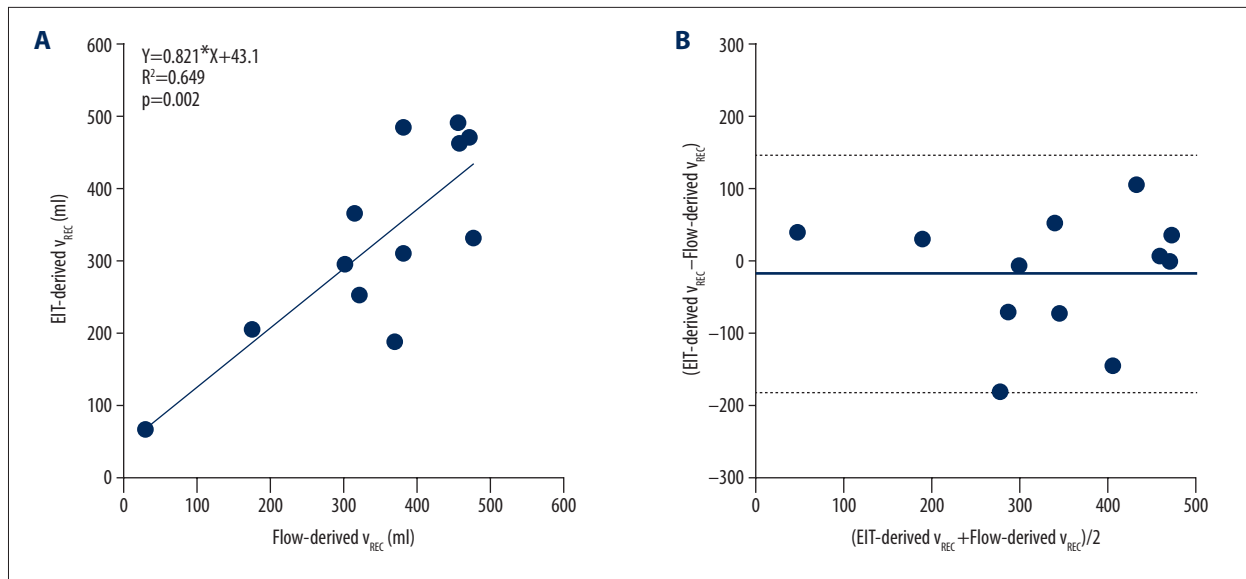 A
Y=0.821*X+43.1
R²=0.649
p=0.002
600
500
400
300
200
100
0
EIT-derived vREC (ml)
0 100 200 300 400 500 600
Flow-derived vREC (ml)
B
300
200
100
0
−100
−200
−300
(EIT-derived vREC−Flow-derived vREC)
0 100 200 300 400 500
(EIT-derived vREC+Flow-derived vREC)/2